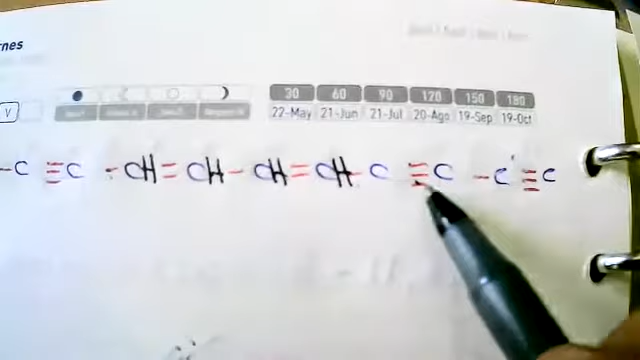 rnes
30 60 90 120 150 180
V
22-May 21-Jun 21-Jul 20-Ago 19-Sep 19-Oct
-C≡C-CH=CH-CH=CH-C≡C-C'≡C